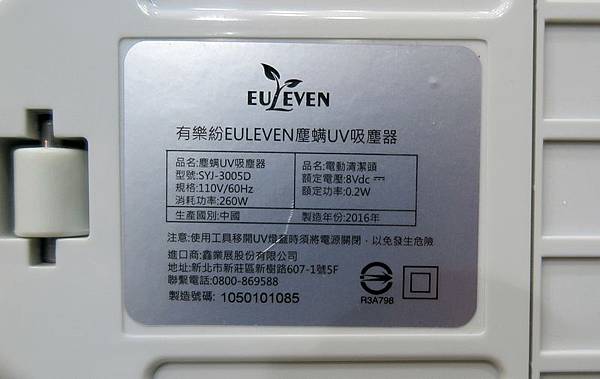 EULEVEN
有樂紛EULEVEN塵螨UV吸塵器
品名:塵螨UV吸塵器
型號:SYJ-3005D
規格:110V/60Hz
消耗功率:260W
生產國別:中國
品名:電動清潔頭
額定電壓:8Vdc
額定功率:0.2W
製造年份:2016年
注意:使用工具移開UV燈蓋時須將電源關閉，以免發生危險
進口商:鑫業展股份有限公司
地址:新北市新莊區新樹路607-1號5F
聯繫電話:0800-869588
製造號碼: 1050101085
R3A796